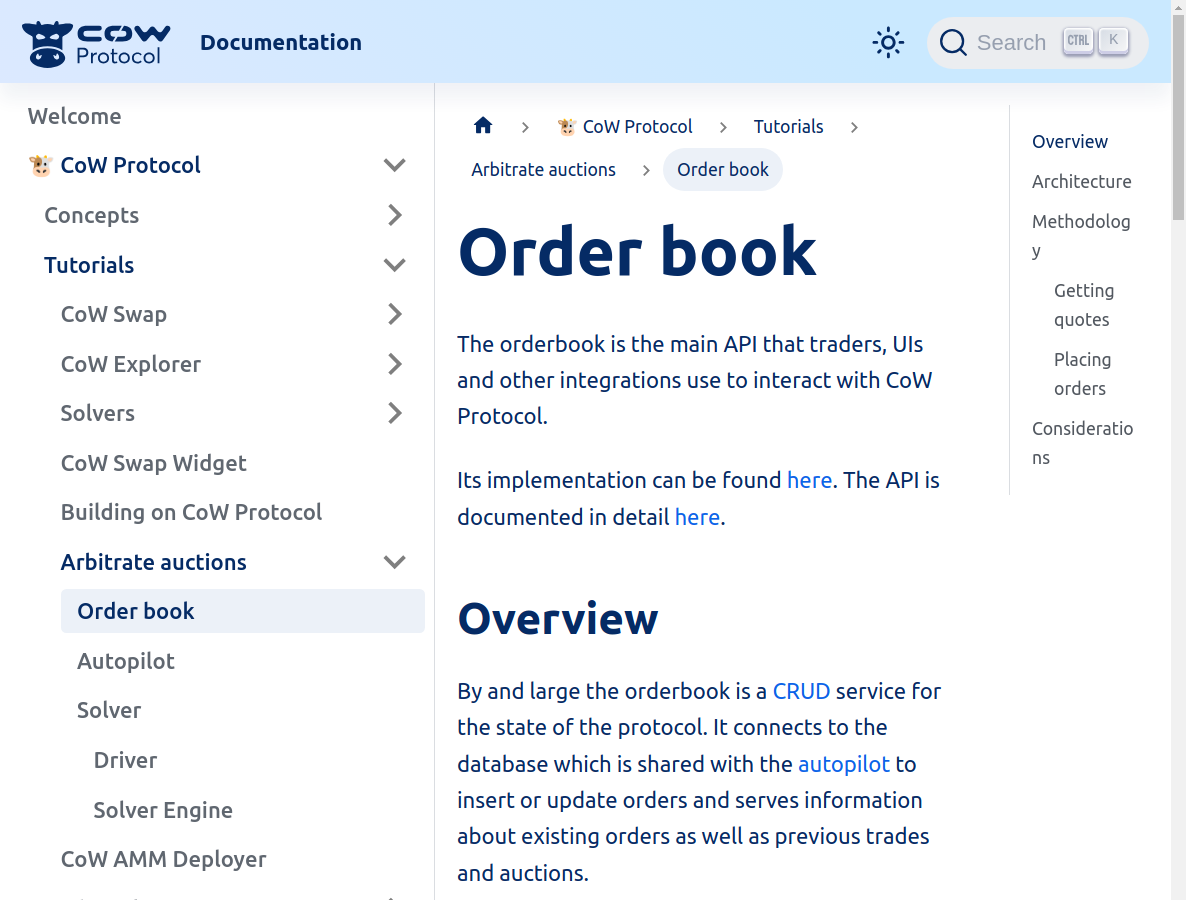 COW
Protocol
Documentation
Search
CTRL
K
Welcome
CoW Protocol
Concepts
Tutorials
CoW Swap
CoW Explorer
Solvers
CoW Swap Widget
Building on CoW Protocol
Arbitrate auctions
Order book
Autopilot
Solver
Driver
Solver Engine
CoW AMM Deployer
CoW Protocol
Tutorials
Arbitrate auctions
Order book
Order book
The orderbook is the main API that traders, UIs
and other integrations use to interact with CoW
Protocol.
Its implementation can be found here. The API is
documented in detail here.
Overview
By and large the orderbook is a CRUD service for
the state of the protocol. It connects to the
database which is shared with the autopilot to
insert or update orders and serves information
about existing orders as well as previous trades
and auctions.
Overview
Architecture
Methodolog
y
Getting
quotes
Placing
orders
Consideratio
ns